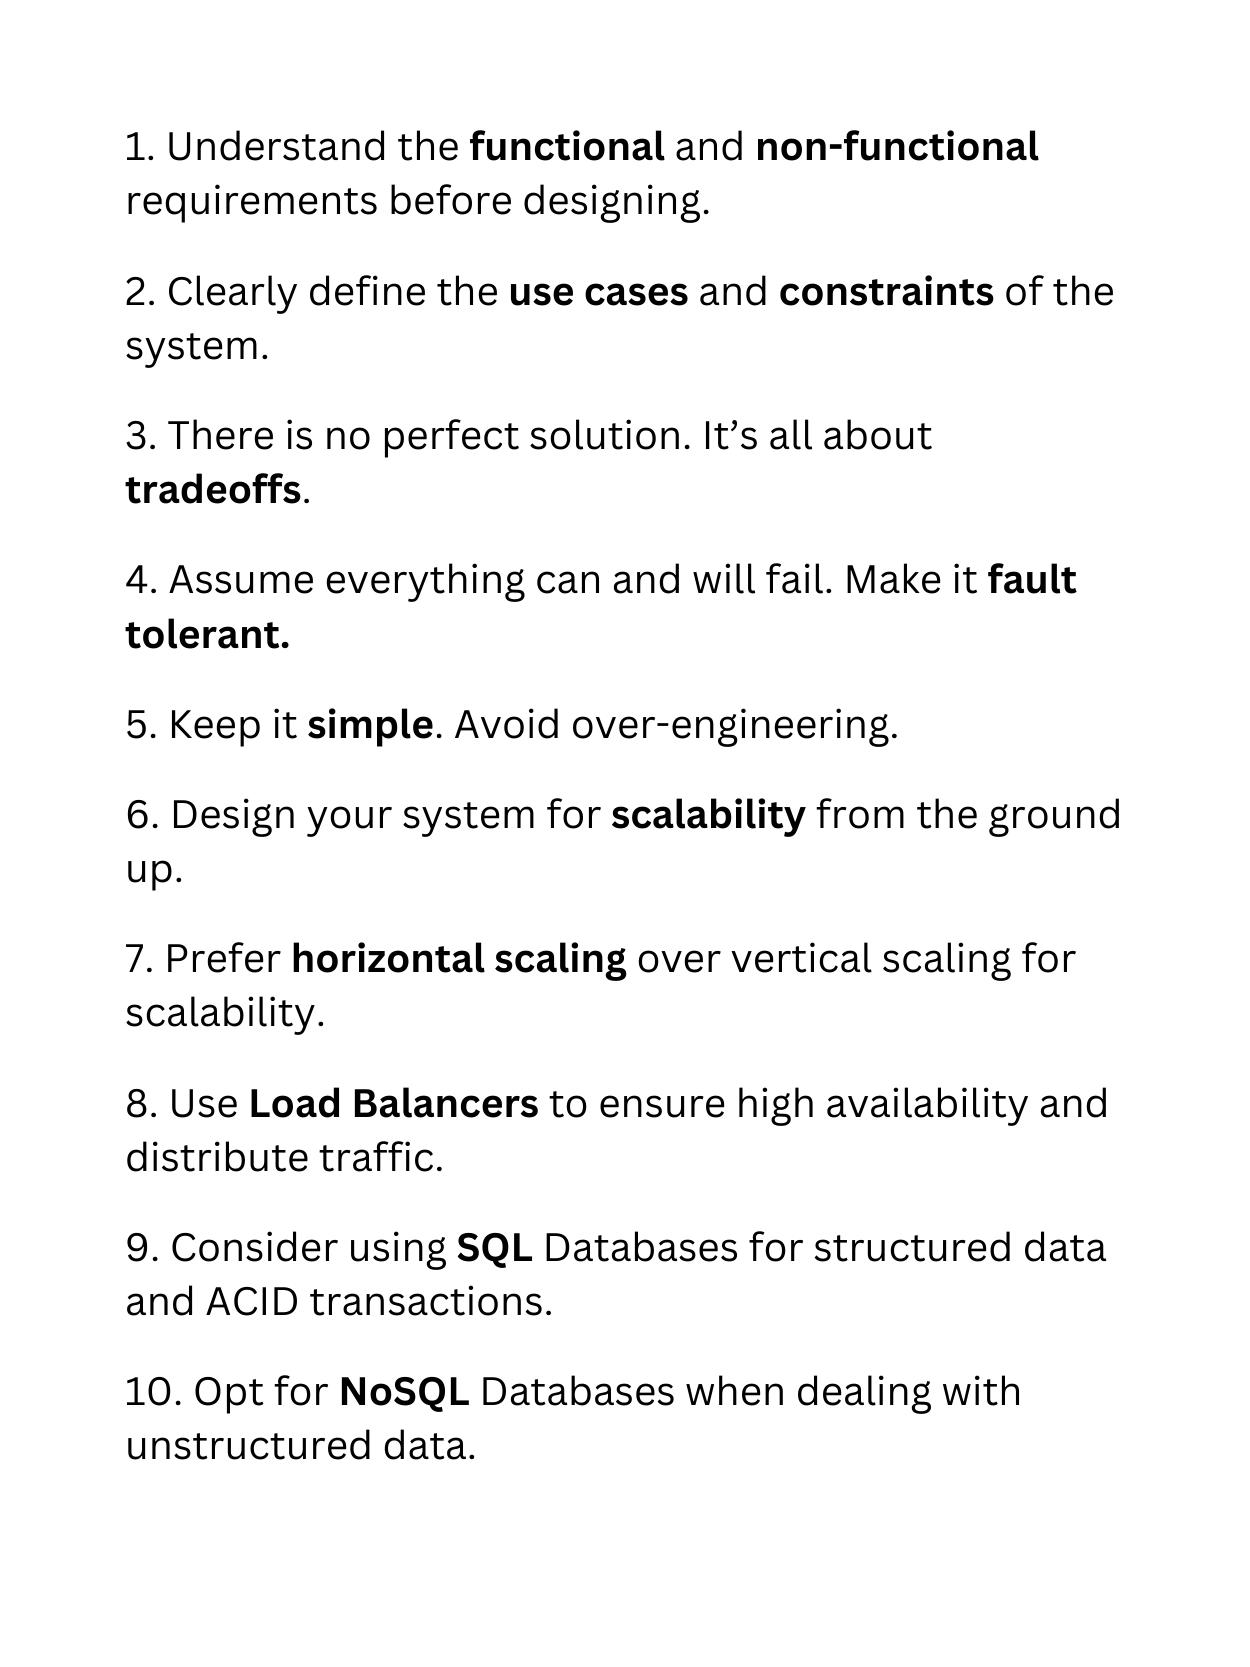 1. Understand the functional and non-functional
requirements before designing.
2. Clearly define the use cases and constraints of the
system.
3. There is no perfect solution. It’s all about
tradeoffs.
4. Assume everything can and will fail. Make it fault
tolerant.
5. Keep it simple. Avoid over-engineering.
6. Design your system for scalability from the ground
up.
7. Prefer horizontal scaling over vertical scaling for
scalability.
8. Use Load Balancers to ensure high availability and
distribute traffic.
9. Consider using SQL Databases for structured data
and ACID transactions.
10. Opt for NoSQL Databases when dealing with
unstructured data.